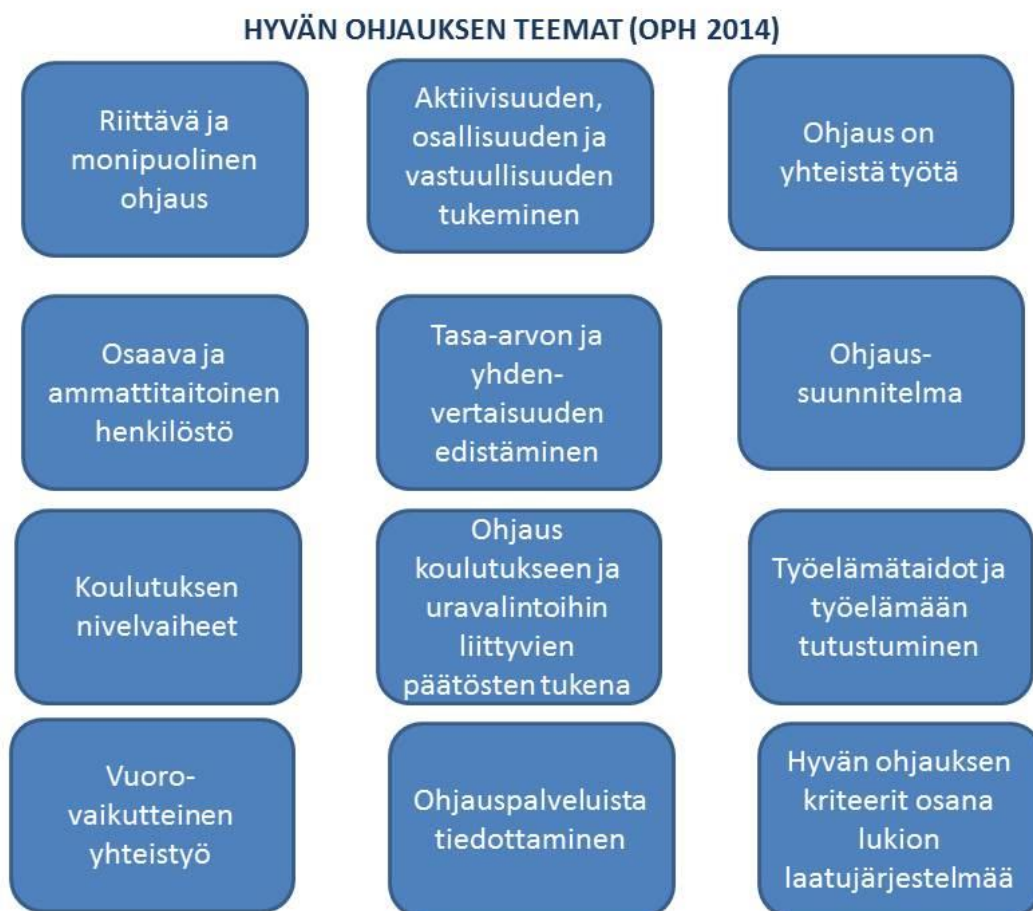 HYVÄN OHJAUKSEN TEEMAT (OPH 2014)
Riittävä ja
monipuolinen
ohjaus
Aktiivisuuden,
osallisuuden ja
vastuullisuuden
tukeminen
Ohjaus on
yhteistä työtä
Osaava ja
ammattitaitoinen
henkilöstö
Tasa-arvon ja
yhden-
vertaisuuden
edistäminen
Ohjaus-
suunnitelma
Koulutuksen
nivelvaiheet
Ohjaus
koulutukseen ja
uravalintoihin
liittyvien
päätösten tukena
Työelämätaidot ja
työelämään
tutustuminen
Vuoro-
vaikutteinen
yhteistyö
Ohjauspalveluista
tiedottaminen
Hyvän ohjauksen
kriteerit osana
lukion
laatujärjestelmää